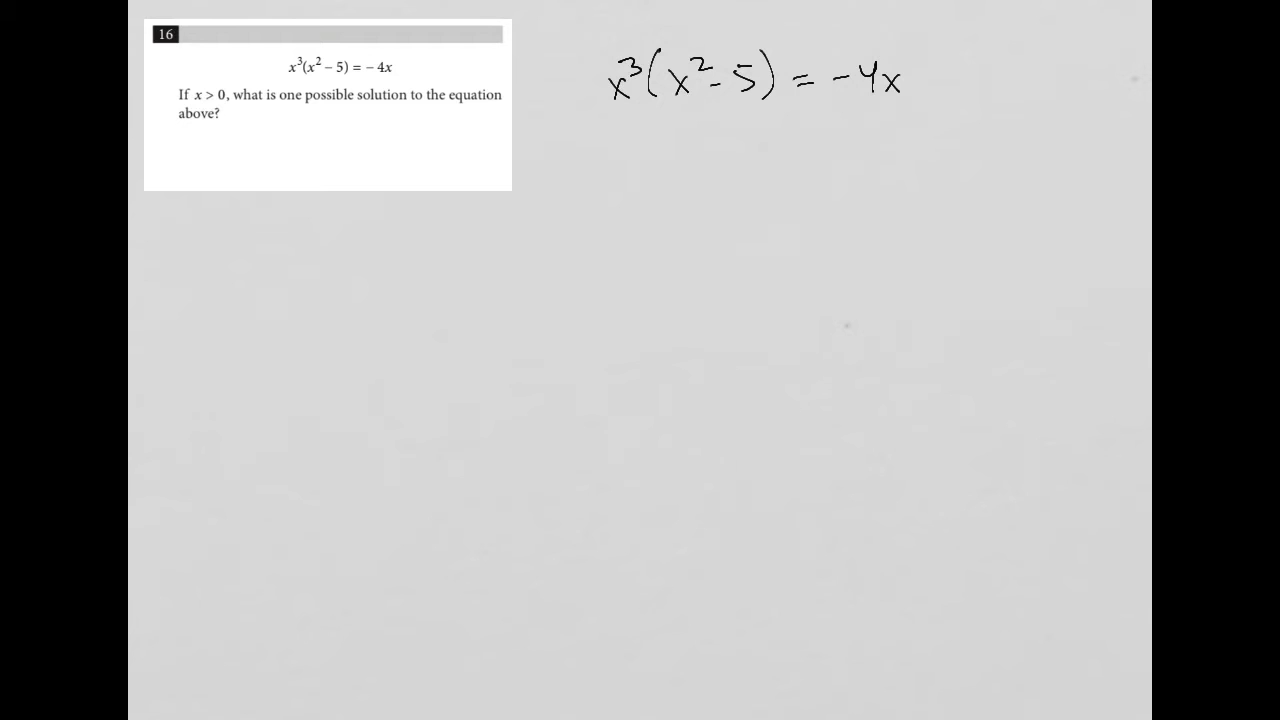 16
x³(x² – 5) = – 4x
If x > 0, what is one possible solution to the equation
above?
x³(x² - 5) = -4x